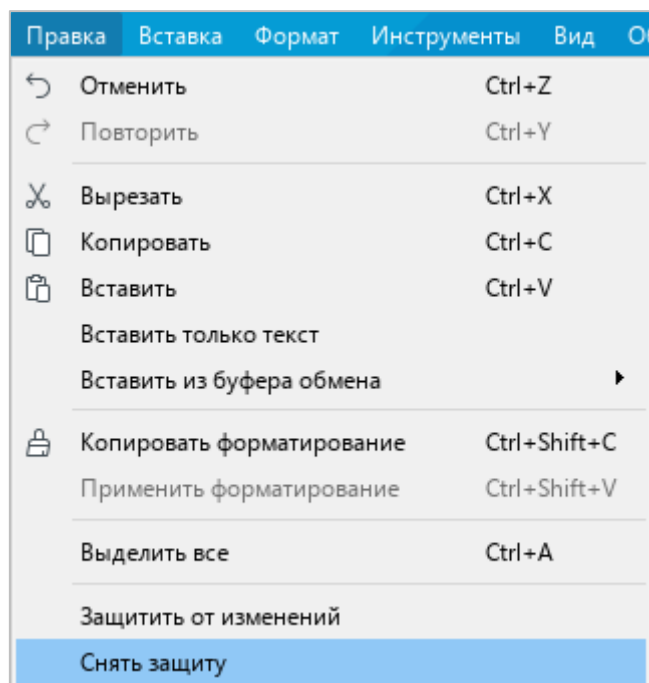 Правка Вставка Формат Инструменты Вид
Отменить Ctrl+Z
Повторить Ctrl+Y
Вырезать Ctrl+X
Копировать Ctrl+C
Вставить Ctrl+V
Вставить только текст
Вставить из буфера обмена
Копировать форматирование Ctrl+Shift+C
Применить форматирование Ctrl+Shift+V
Выделить все Ctrl+A
Защитить от изменений
Снять защиту